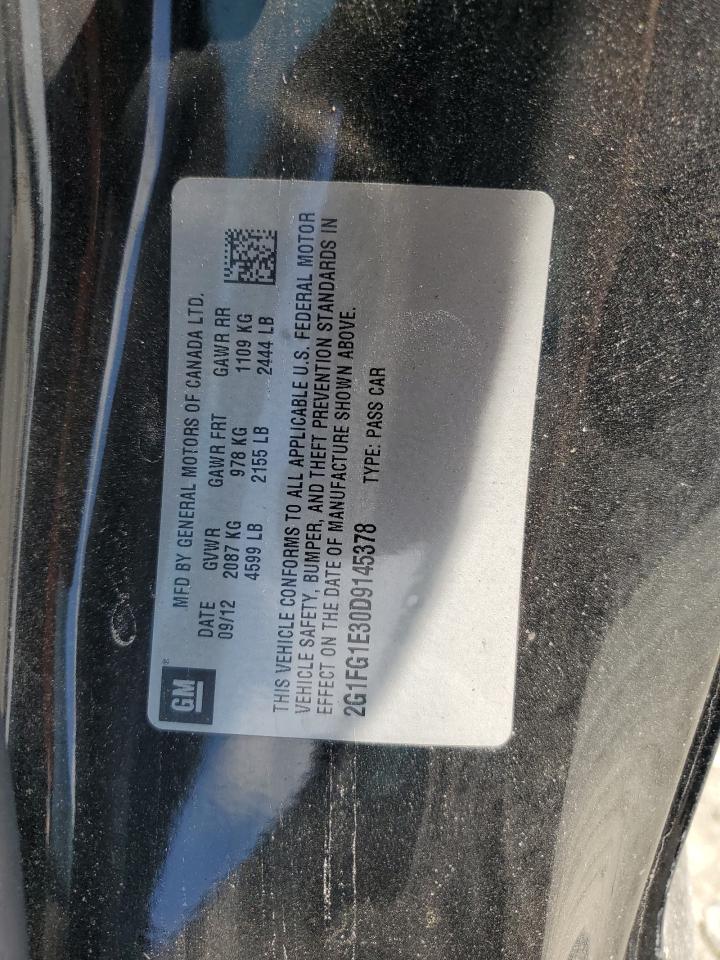 GM
MFD BY GENERAL MOTORS OF CANADA LTD.
DATE GVWR GAWR FRT GAWR RR
09/12 2087 KG 978 KG 1109 KG
4599 LB 2155 LB 2444 LB
THIS VEHICLE CONFORMS TO ALL APPLICABLE U.S. FEDERAL MOTOR
VEHICLE SAFETY, BUMPER, AND THEFT PREVENTION STANDARDS IN
EFFECT ON THE DATE OF MANUFACTURE SHOWN ABOVE.
2G1FG1E30D9145378 TYPE: PASS CAR